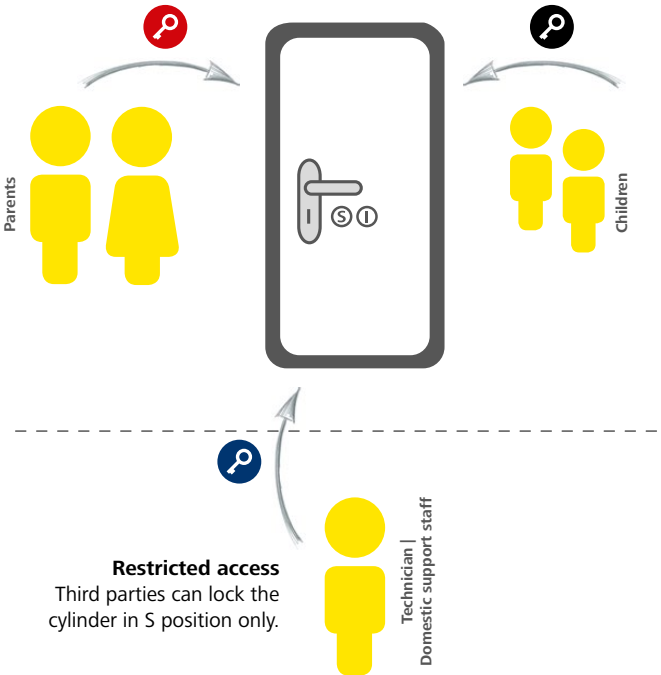 Parents
S I
Children
Restricted access
Third parties can lock the
cylinder in S position only.
Technician |
Domestic support staff